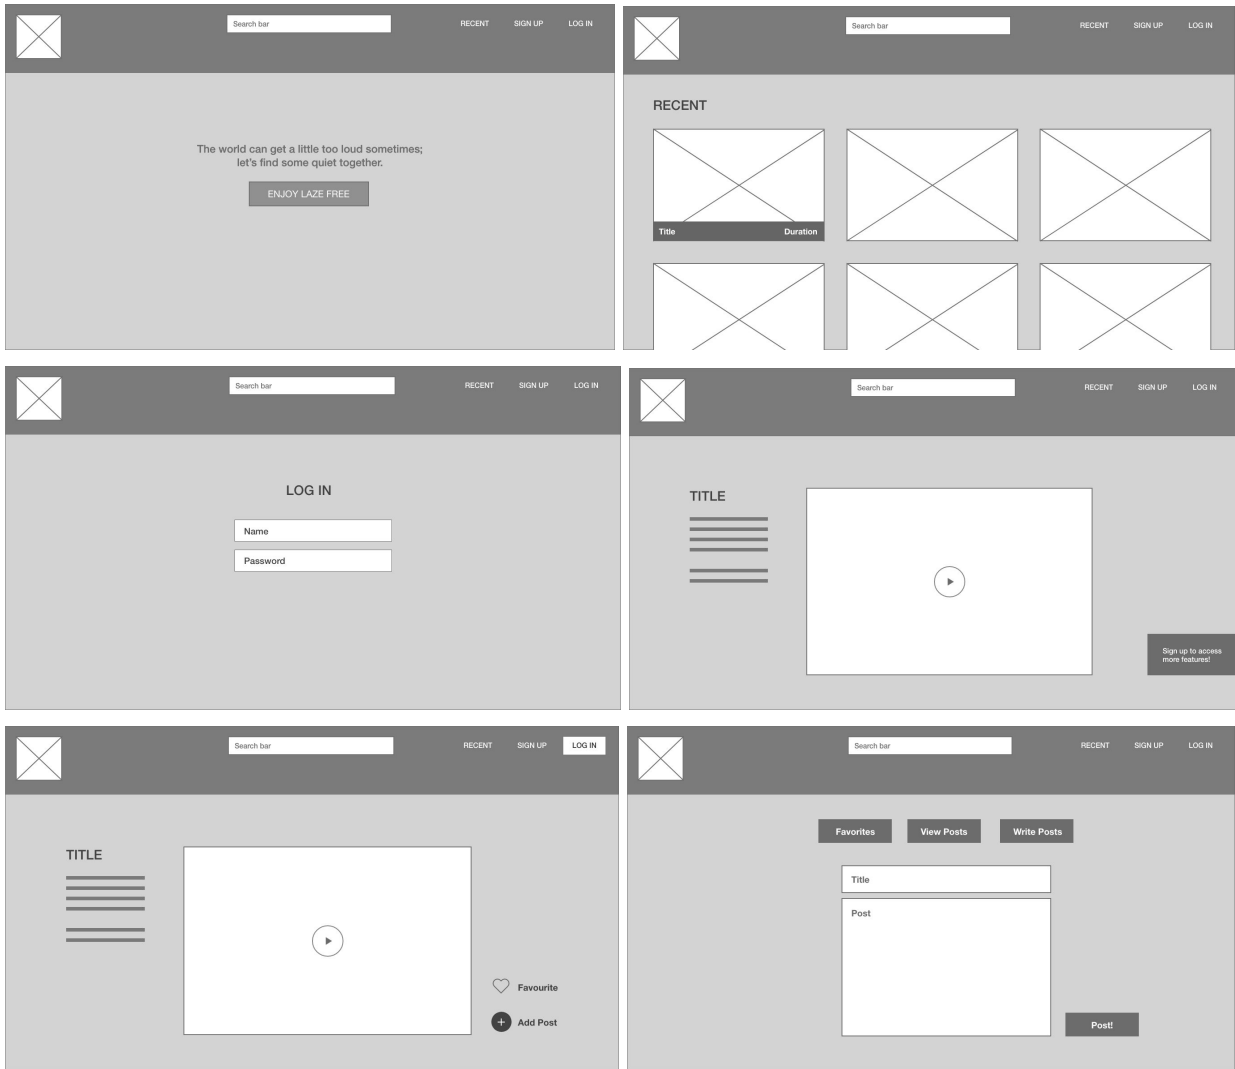 Search bar
RECENT SIGN UP LOG IN
The world can get a little too loud sometimes;
let's find some quiet together.
ENJOY LAZE FREE
Search bar
RECENT SIGN UP LOG IN
RECENT
Title Duration
Search bar
RECENT SIGN UP LOG IN
LOG IN
Name
Password
Search bar
RECENT SIGN UP LOG IN
TITLE
Sign up to access
more features!
Search bar
RECENT SIGN UP LOG IN
TITLE
Favourite
Add Post
Search bar
RECENT SIGN UP LOG IN
Favorites View Posts Write Posts
Title
Post
Post!